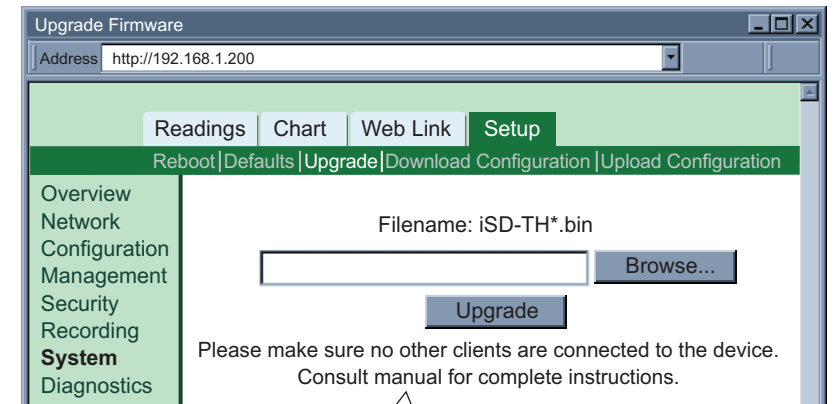 Upgrade Firmware
Address http://192.168.1.200
Readings Chart Web Link Setup
Reboot|Defaults|Upgrade|Download Configuration|Upload Configuration
Overview
Network
Configuration
Management
Security
Recording
System
Diagnostics
Filename: iSD-TH*.bin
Browse...
Upgrade
Please make sure no other clients are connected to the device.
Consult manual for complete instructions.